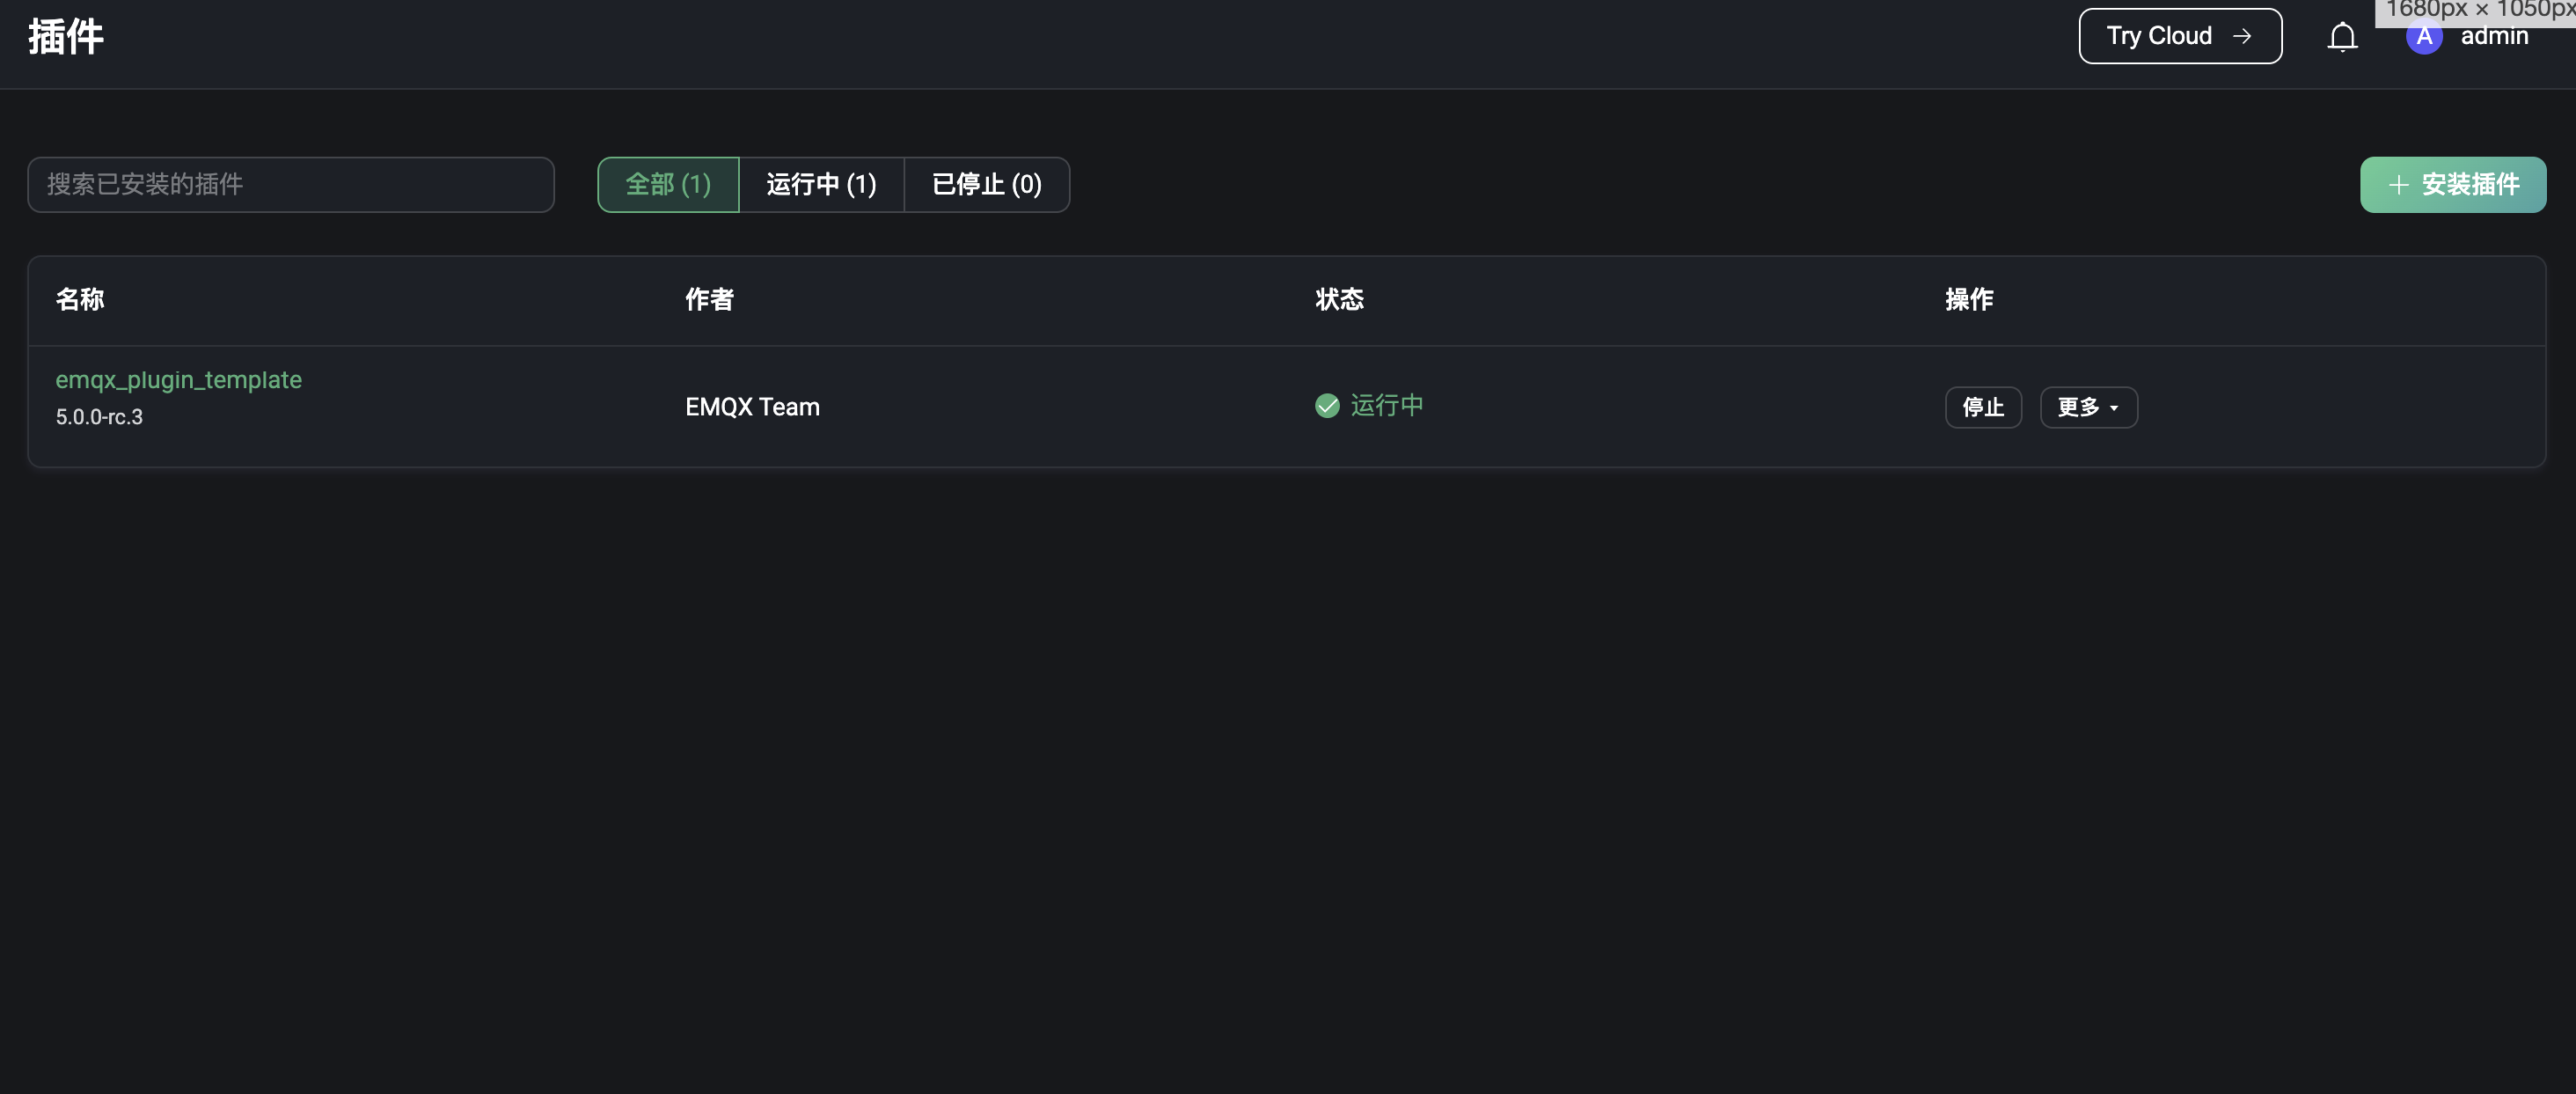 插件
Try Cloud
1680px × 1050px
A
admin
搜索已安装的插件
全部 (1)
运行中 (1)
已停止 (0)
安装插件
名称
作者
状态
操作
emqx_plugin_template
5.0.0-rc.3
EMQX Team
运行中
停止
更多